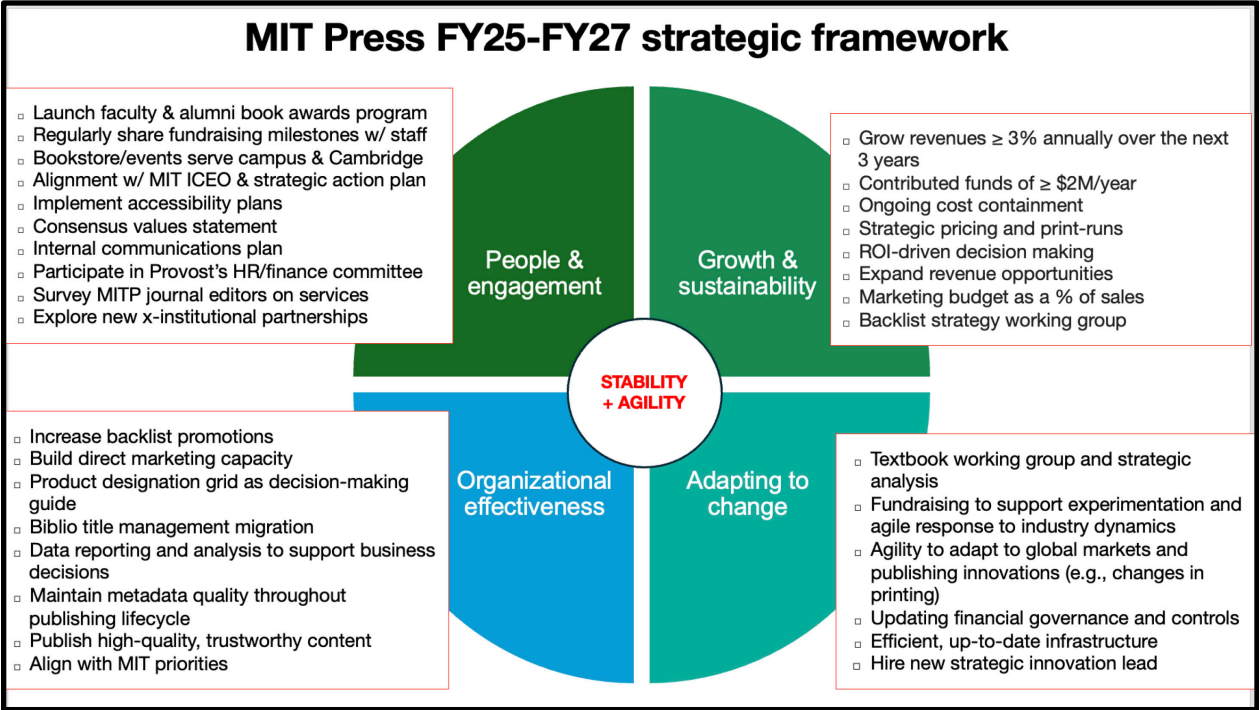 MIT Press FY25-FY27 strategic framework
▫ Launch faculty & alumni book awards program
▫ Regularly share fundraising milestones w/ staff
▫ Bookstore/events serve campus & Cambridge
▫ Alignment w/ MIT ICEO & strategic action plan
▫ Implement accessibility plans
▫ Consensus values statement
▫ Internal communications plan
▫ Participate in Provost's HR/finance committee
▫ Survey MITP journal editors on services
▫ Explore new x-institutional partnerships
People &
engagement
Growth &
sustainability
▫ Grow revenues ≥ 3% annually over the next
3 years
▫ Contributed funds of ≥ $2M/year
▫ Ongoing cost containment
▫ Strategic pricing and print-runs
▫ ROI-driven decision making
▫ Expand revenue opportunities
▫ Marketing budget as a % of sales
▫ Backlist strategy working group
STABILITY
+ AGILITY
▫ Increase backlist promotions
▫ Build direct marketing capacity
▫ Product designation grid as decision-making
guide
▫ Biblio title management migration
▫ Data reporting and analysis to support business
decisions
▫ Maintain metadata quality throughout
publishing lifecycle
▫ Publish high-quality, trustworthy content
▫ Align with MIT priorities
Organizational
effectiveness
Adapting to
change
▫ Textbook working group and strategic
analysis
▫ Fundraising to support experimentation and
agile response to industry dynamics
▫ Agility to adapt to global markets and
publishing innovations (e.g., changes in
printing)
▫ Updating financial governance and controls
▫ Efficient, up-to-date infrastructure
▫ Hire new strategic innovation lead